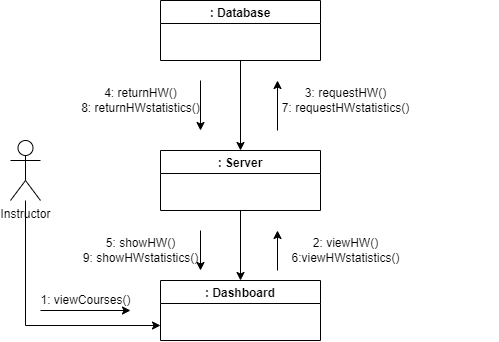 : Database
4: returnHW()
8: returnHWstatistics()
3: requestHW()
7: requestHWstatistics()
: Server
Instructor
5: showHW()
9: showHWstatistics()
2: viewHW()
6:viewHWstatistics()
1: viewCourses()
: Dashboard